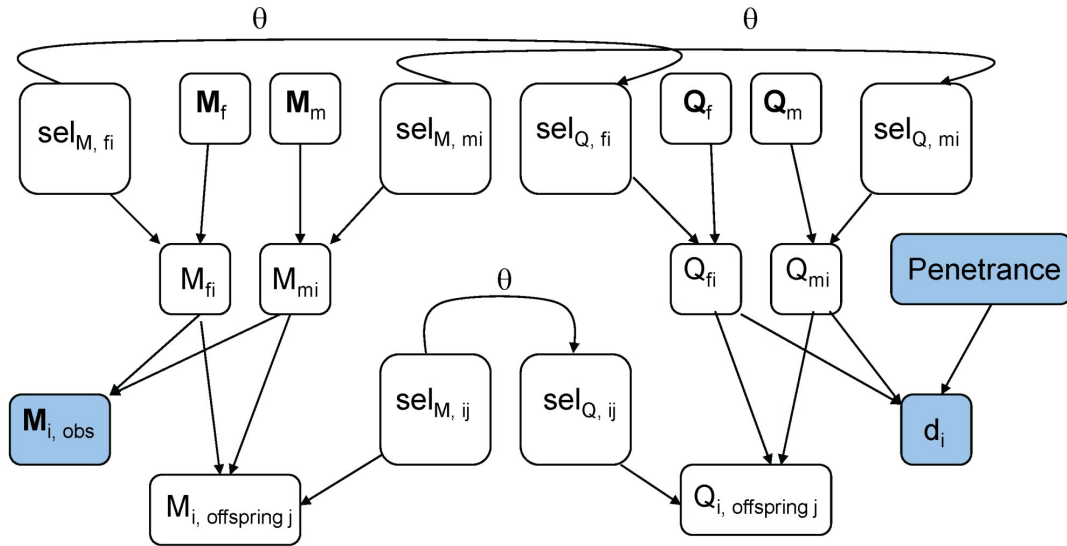 θ θ
M_f M_m Q_f Q_m
sel_M, fi sel_M, mi sel_Q, fi sel_Q, mi
M_fi M_mi Q_fi Q_mi Penetrance
θ
M_i, obs sel_M, ij sel_Q, ij d_i
M_i, offspring j Q_i, offspring j